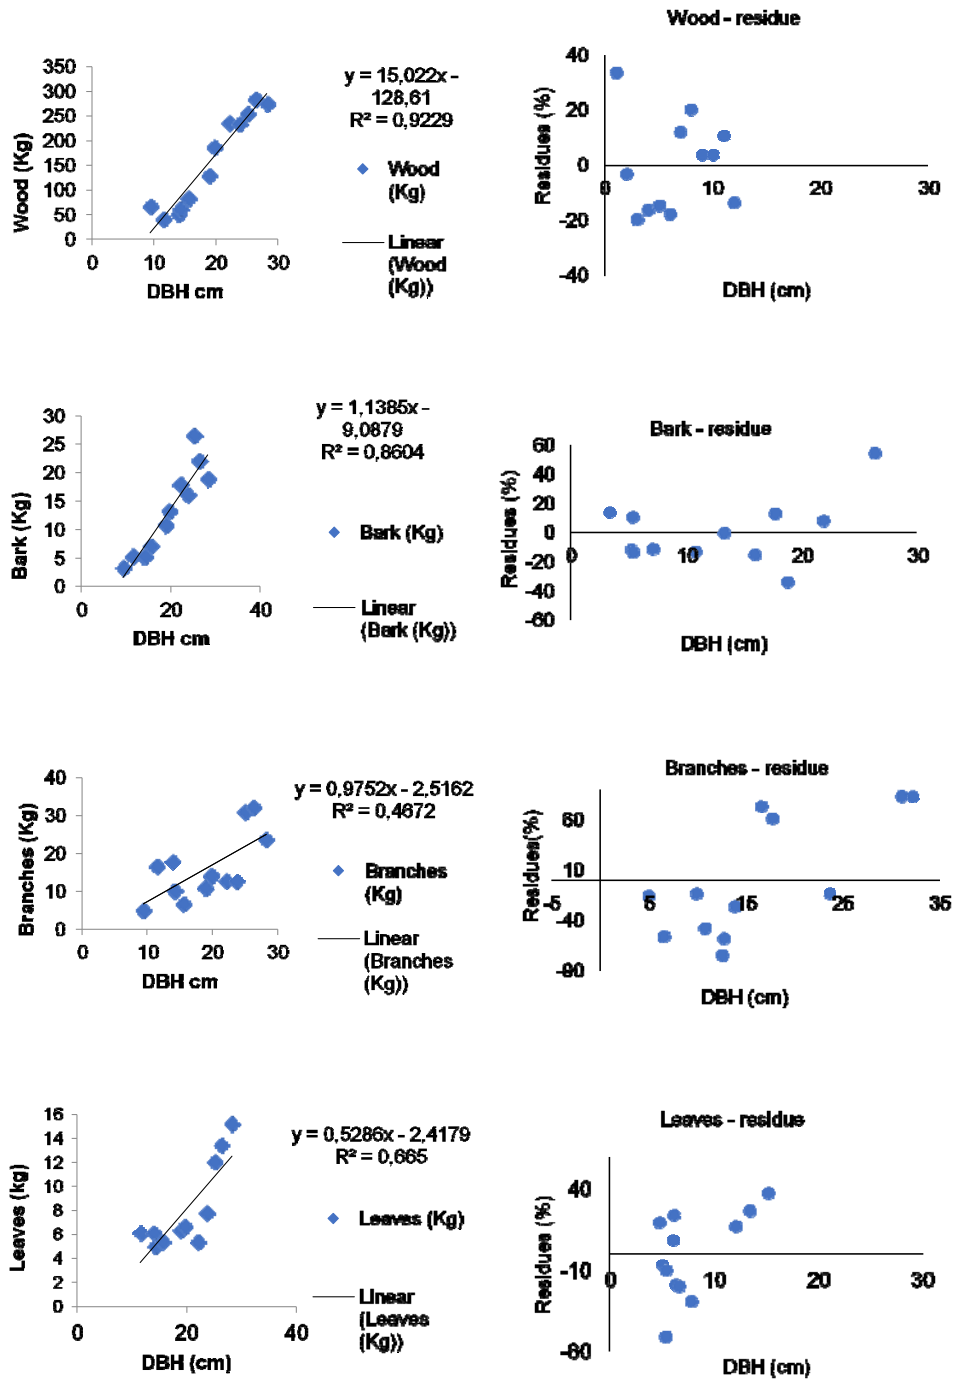 Wood - residue
350
300
250
200
150
100
50
0
0
10
20
30
Wood (Kg)
DBH cm
y = 15,022x -
128,61
R² = 0,9229
Wood
(Kg)
Linear
(Wood
(Kg))
40
20
0
-20
-40
0
10
20
30
Residues (%)
DBH (cm)
30
25
20
15
10
5
0
0
20
40
Bark (Kg)
DBH cm
y = 1,1385x -
9,0879
R² = 0,8604
Bark (Kg)
Linear
(Bark (Kg))
Bark - residue
60
40
20
0
-20
-40
-60
0
10
20
30
Residues (%)
DBH (cm)
40
30
20
10
0
0
10
20
30
Branches (Kg)
DBH cm
y = 0,9752x - 2,5162
R² = 0,4672
Branches
(Kg)
Linear
(Branches
(Kg))
Branches - residue
60
10
-40
-90
-5
5
15
25
35
Residues(%)
DBH (cm)
16
14
12
10
8
6
4
2
0
0
20
40
Leaves (kg)
DBH (cm)
y = 0,5286x - 2,4179
R² = 0,665
Leaves (Kg)
Linear
(Leaves
(Kg))
Leaves - residue
40
-10
-60
0
10
20
30
Residues (%)
DBH (cm)